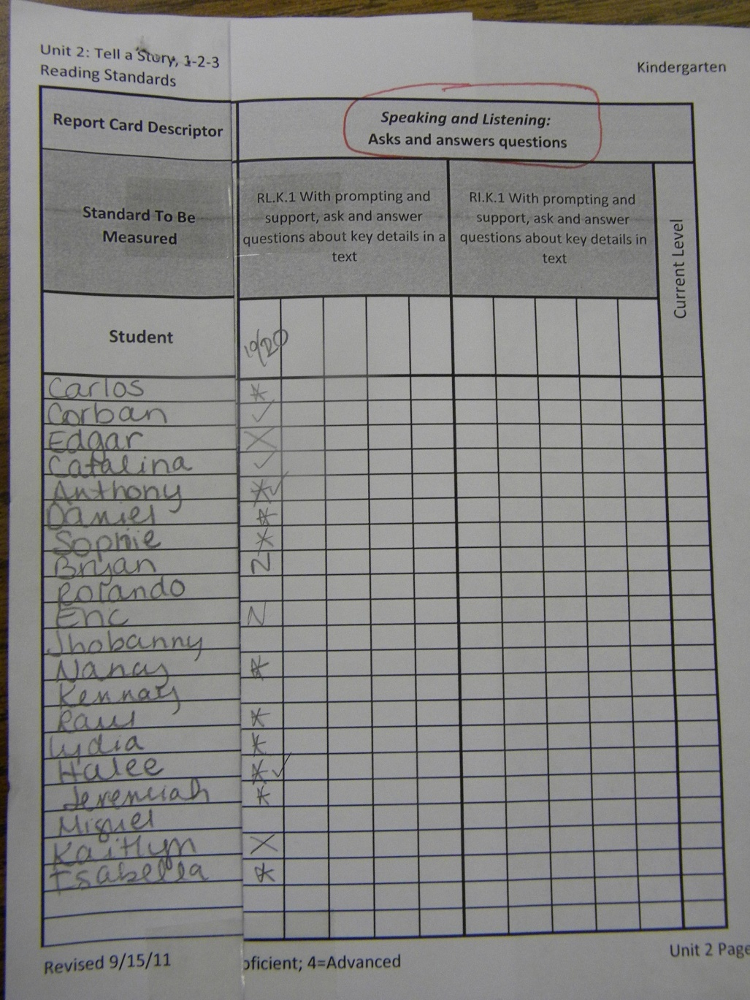 Unit 2: Tell a Story, 1-2-3
Reading Standards
Kindergarten
Report Card Descriptor
Speaking and Listening:
Asks and answers questions
Standard To Be
Measured
RL.K.1 With prompting and
support, ask and answer
questions about key details in a
text
RI.K.1 With prompting and
support, ask and answer
questions about key details in
text
Current Level
Student
10/20
Carlos *
Corban ✓
Edgar X
Catalina ✓
Anthony *✓
Daniel *
Sophie *
Bryan N
Rolando
Eric N
Jhobanny
Nancy *
Kennay
Raul *
Lydia *
Halee *✓
Jeremiah *
Miguel
Kaitlyn X
Isabella *
Revised 9/15/11
oficient; 4=Advanced
Unit 2 Page